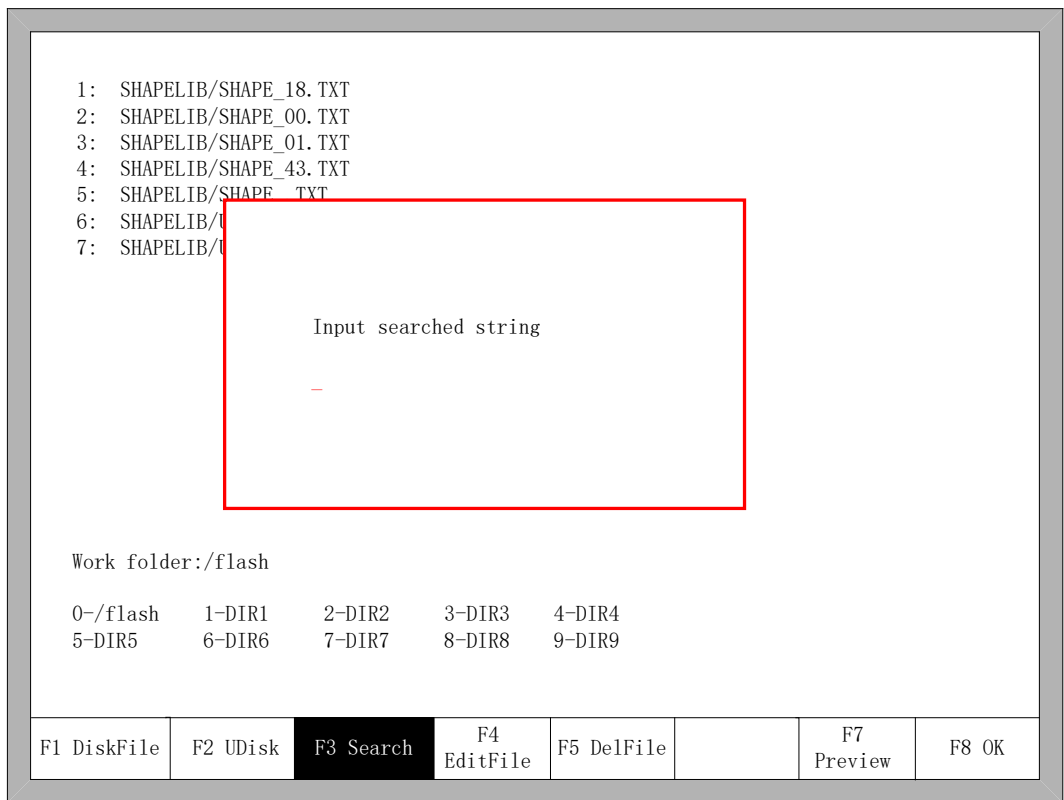 1: SHAPELIB/SHAPE_18.TXT
2: SHAPELIB/SHAPE_00.TXT
3: SHAPELIB/SHAPE_01.TXT
4: SHAPELIB/SHAPE_43.TXT
5: SHAPELIB/SHAPE__TXT
6: SHAPELIB/
7: SHAPELIB/
Input searched string
_
Work folder:/flash
0-/flash 1-DIR1 2-DIR2 3-DIR3 4-DIR4
5-DIR5 6-DIR6 7-DIR7 8-DIR8 9-DIR9
F1 DiskFile F2 UDisk F3 Search F4 EditFile F5 DelFile F7 Preview F8 OK